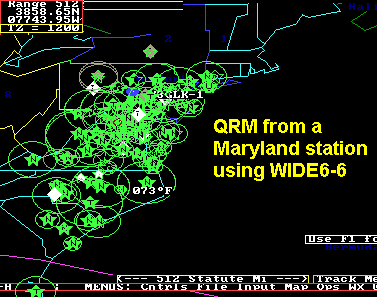 Range 512
3858.65N
07743.95W
TZ = 1200
QRM from a
Maryland station
using WIDE6-6
073°F
Use F1 fo
<--- 512 Statute Mi --->
Track Me
MENUS: Cntrls File Input Map Ops WX